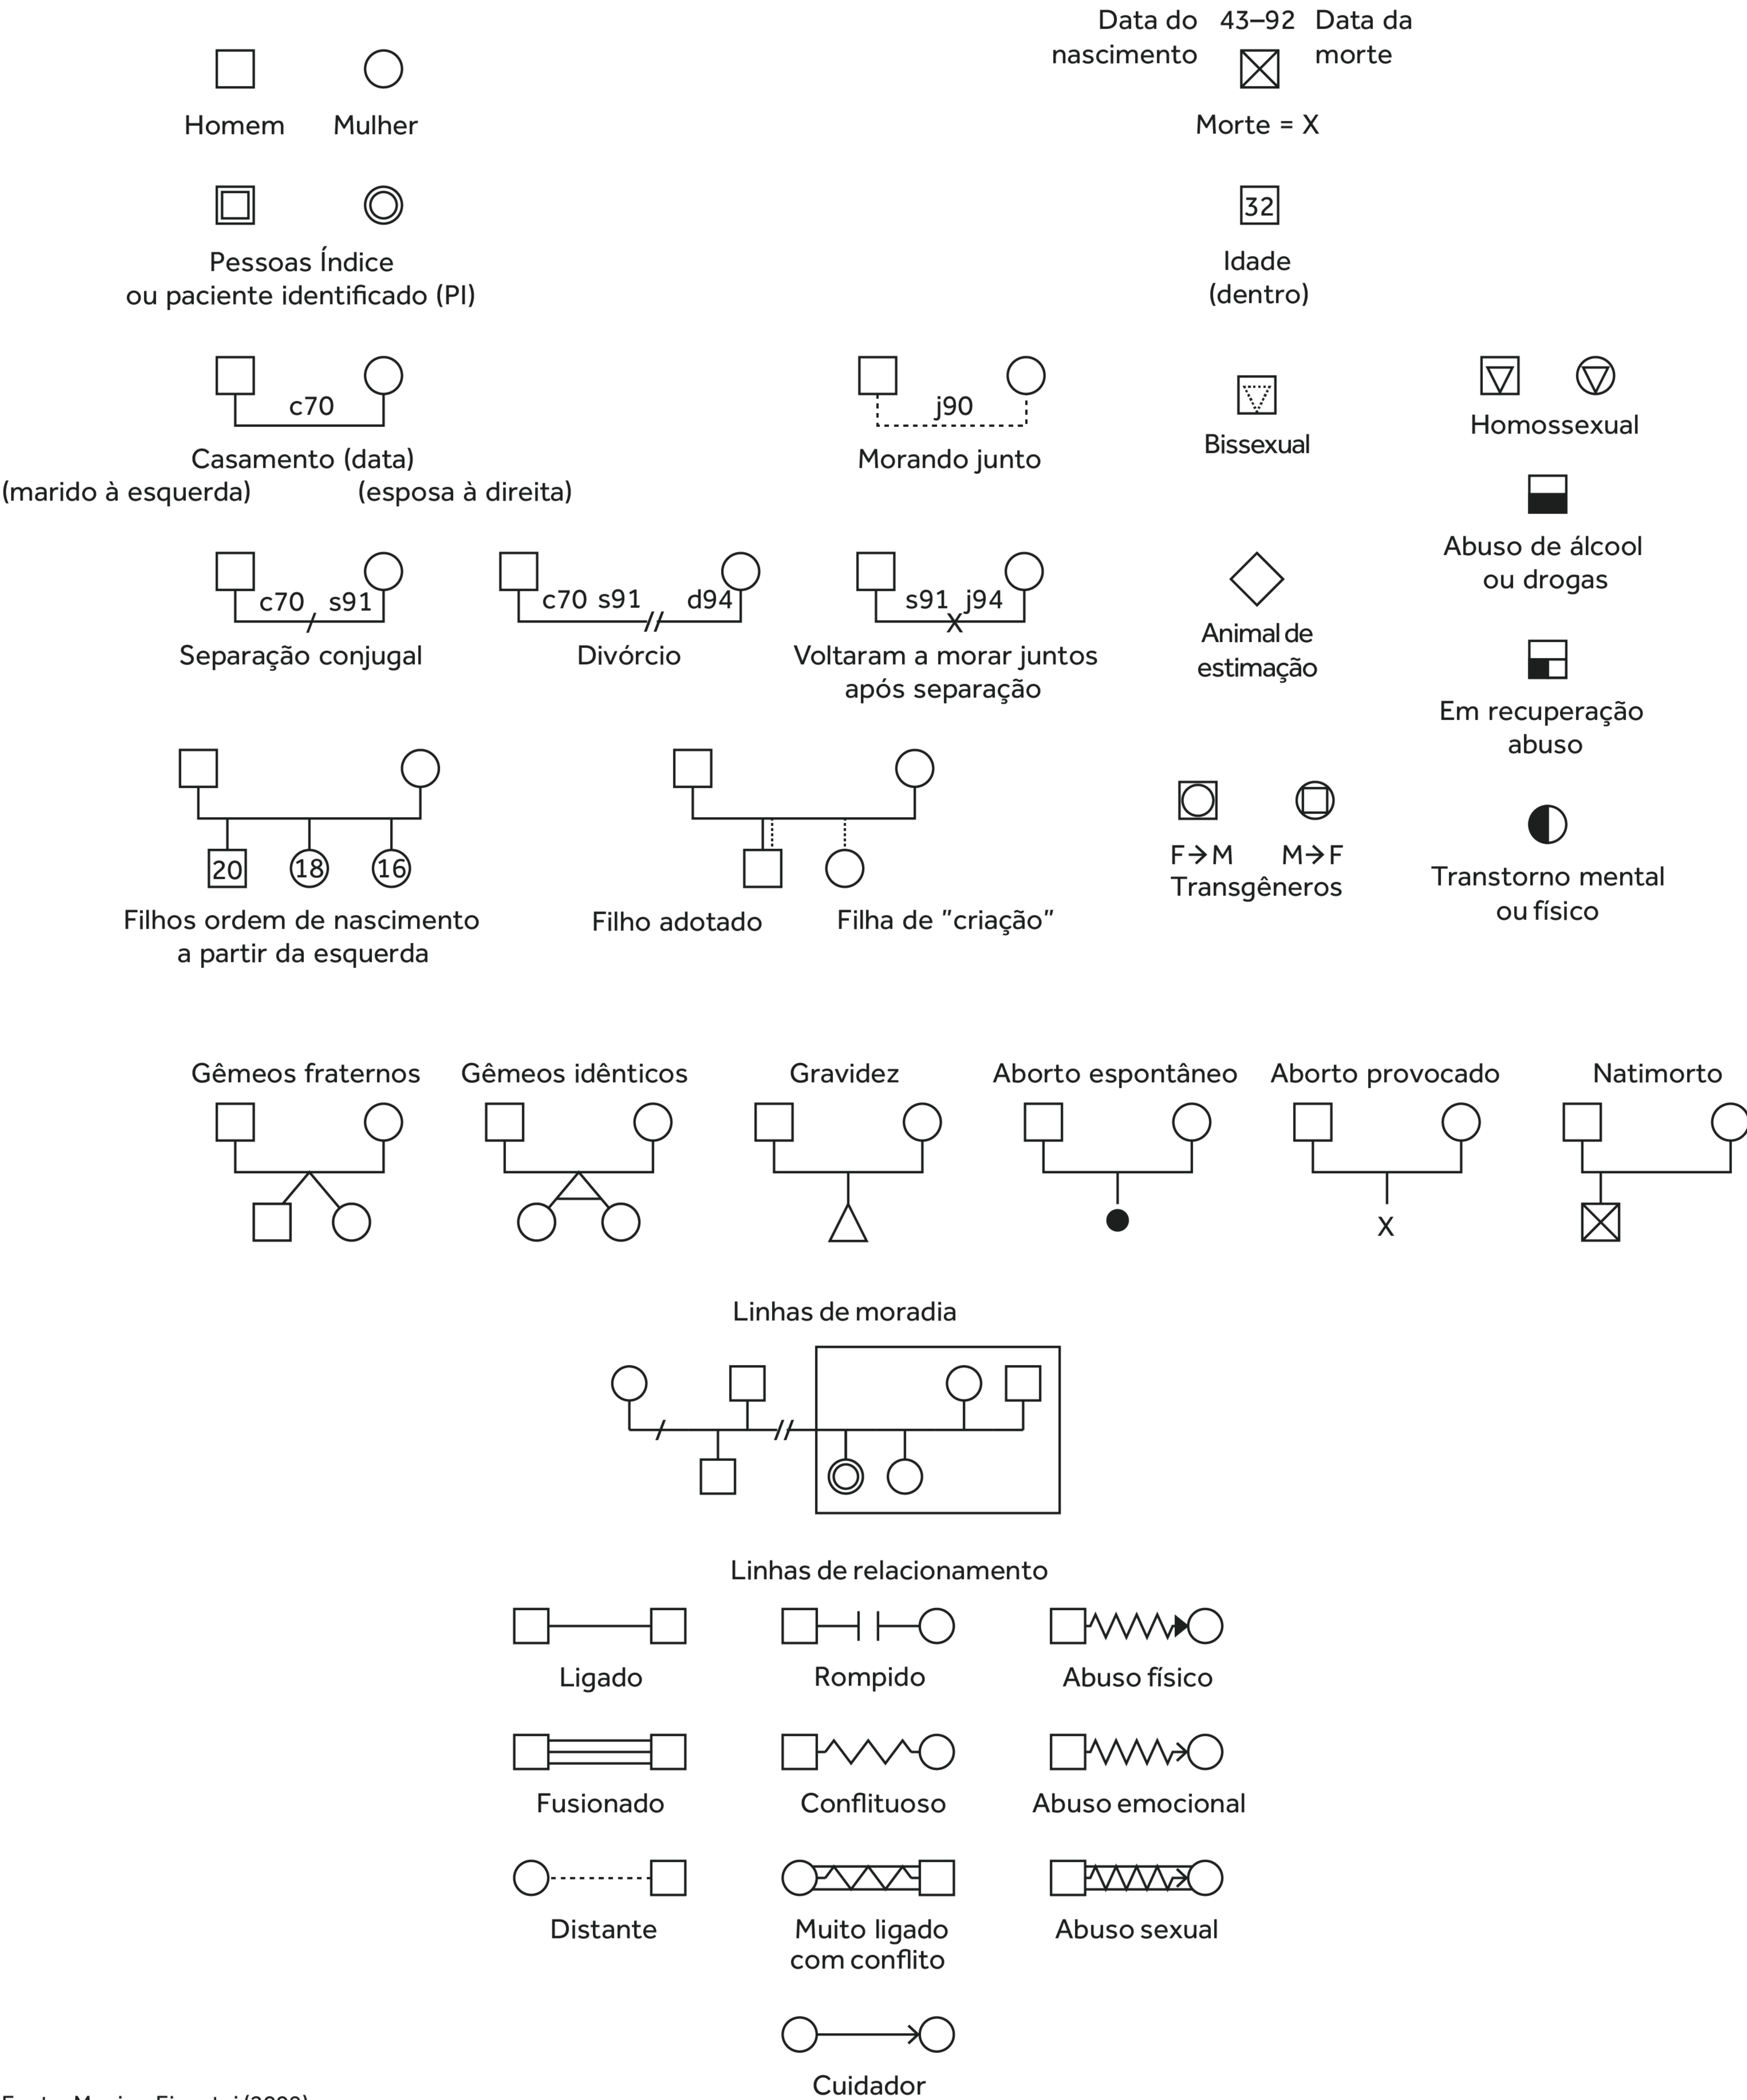 Data do 43–92 Data da
nascimento morte
Homem Mulher
Morte = X
32
Pessoas Índice
ou paciente identificado (PI)
Idade
(dentro)
c70
j90
Casamento (data)
(marido à esquerda) (esposa à direita)
Morando junto
Bissexual
Homossexual
Abuso de álcool
ou drogas
c70 s91
c70 s91 d94
s91 j94
X
Separação conjugal
Divórcio
Voltaram a morar juntos
após separação
Animal de
estimação
Em recuperação
abuso
20 18 16
Filhos ordem de nascimento
a partir da esquerda
Filho adotado
Filha de "criação"
F→M M→F
Transgêneros
Transtorno mental
ou físico
Gêmeos fraternos
Gêmeos idênticos
Gravidez
Aborto espontâneo
Aborto provocado
Natimorto
X
Linhas de moradia
Linhas de relacionamento
Ligado
Rompido
Abuso físico
Fusionado
Conflituoso
Abuso emocional
Distante
Muito ligado
com conflito
Abuso sexual
Cuidador